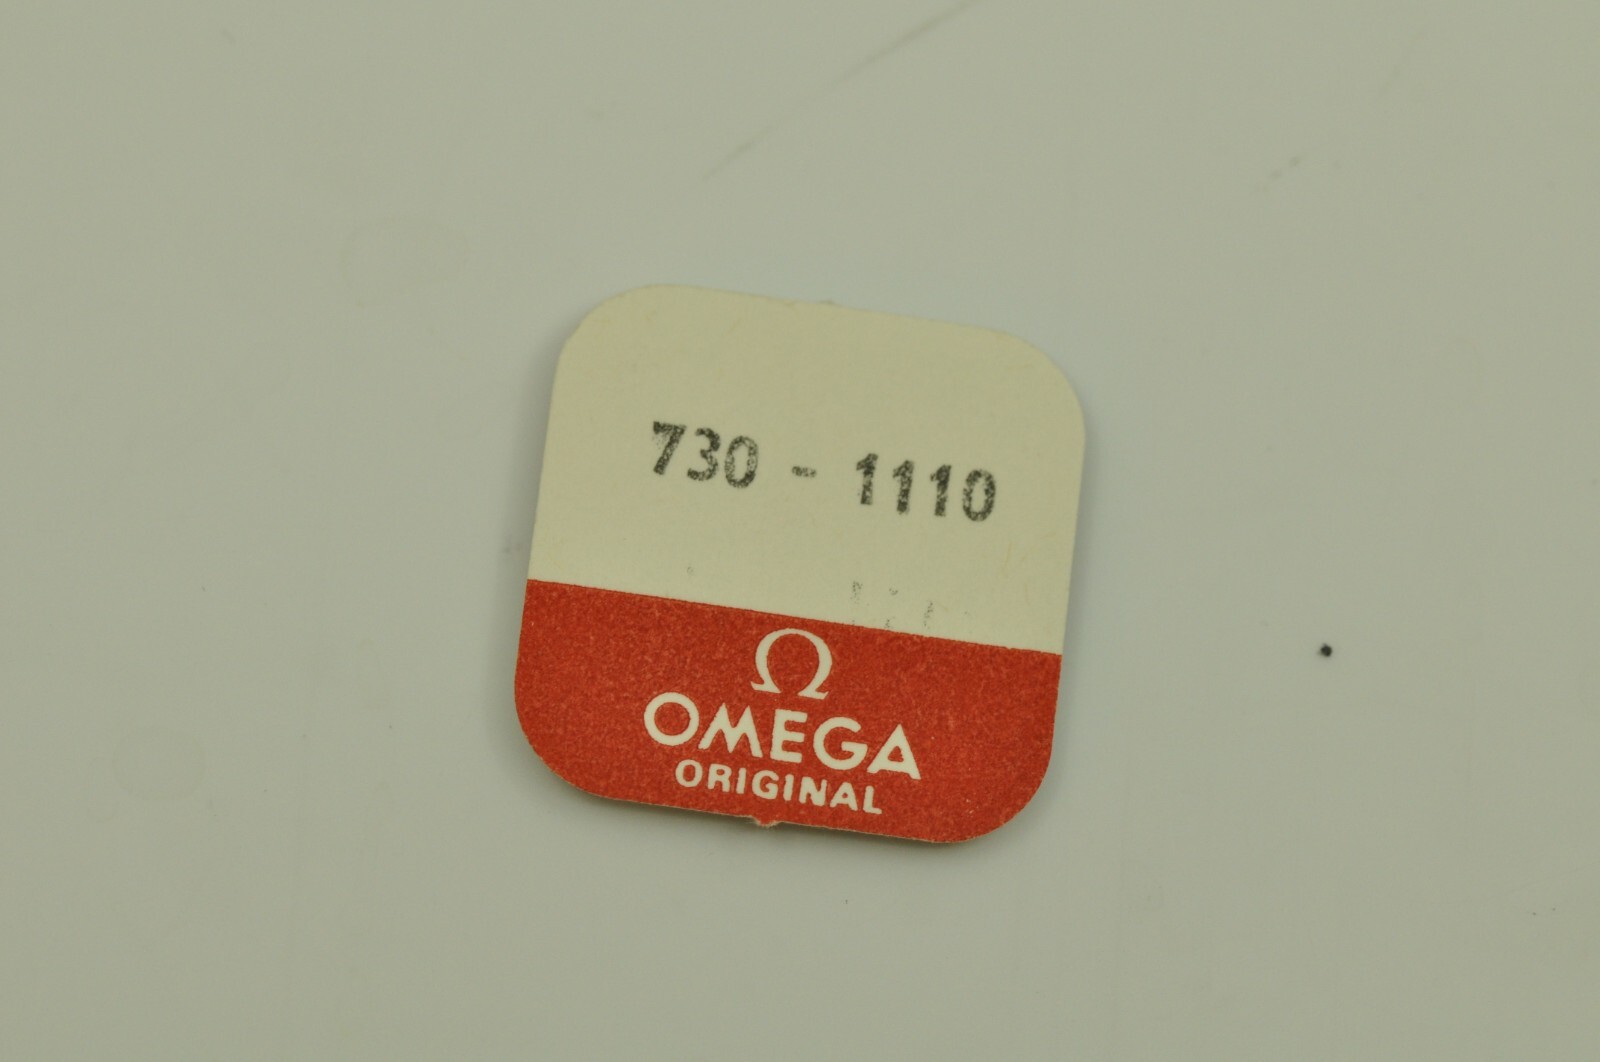 730 - 1110
Ω
OMEGA
ORIGINAL